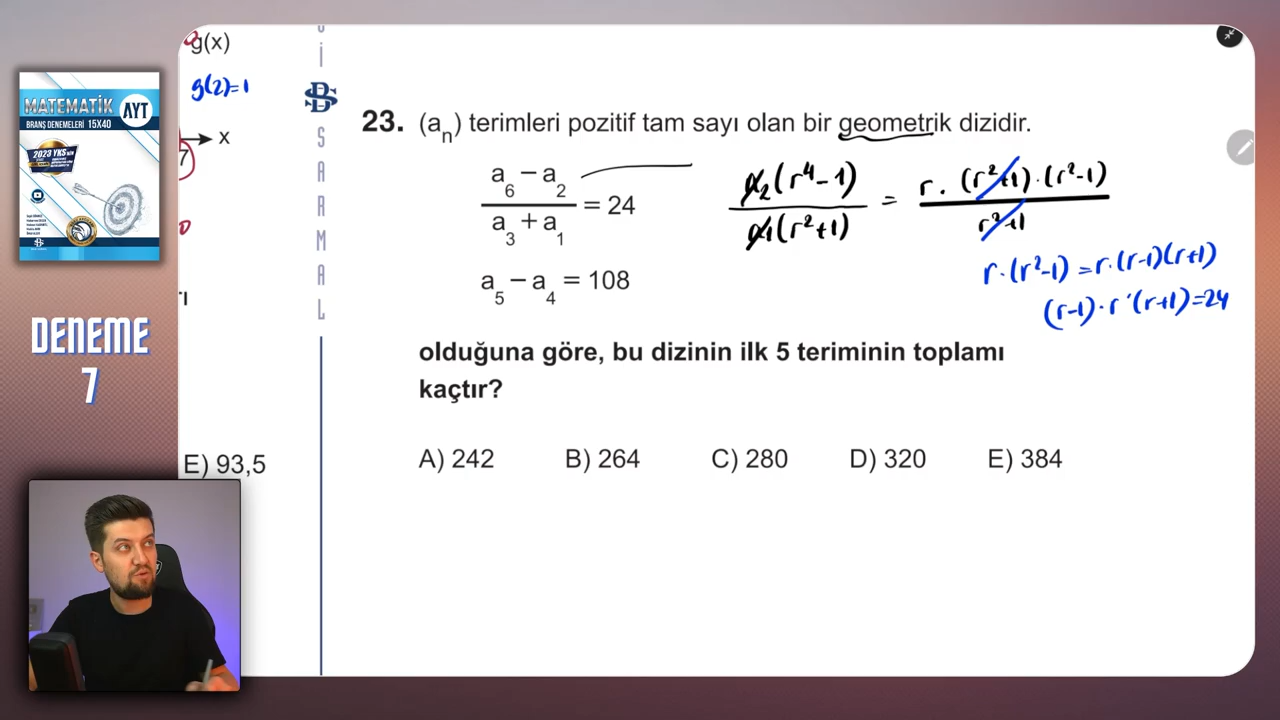 g(x)
g(2)=1
x
7
E) 93,5
SARMAL
MATEMATİK AYT
BRANŞ DENEMELERİ 15X40
2023 YKS'YE
DENEME
7
23. (aₙ) terimleri pozitif tam sayı olan bir geometrik dizidir.
(a₆ − a₂)/(a₃ + a₁) = 24
a₂(r⁴−1)/a₁(r²+1) = r·(r²+1)·(r²−1)/r²+1
r·(r²−1)=r·(r−1)(r+1)
(r−1)·r·(r+1)=24
a₅ − a₄ = 108
olduğuna göre, bu dizinin ilk 5 teriminin toplamı
kaçtır?
A) 242 B) 264 C) 280 D) 320 E) 384